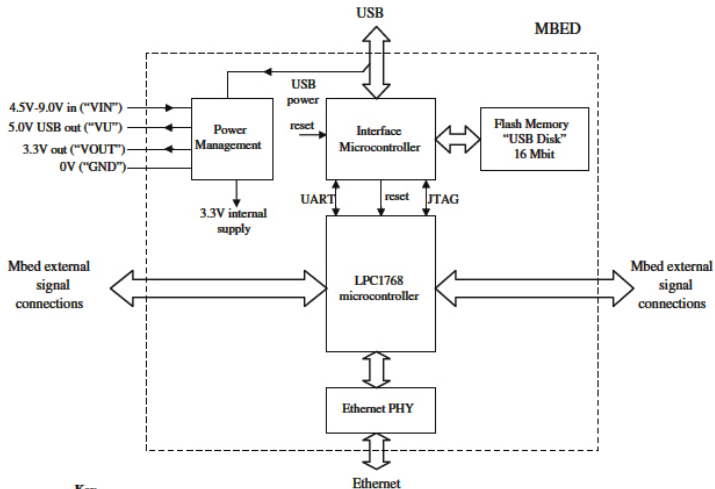 USB
MBED
4.5V-9.0V in (“VIN”)
5.0V USB out (“VU”)
3.3V out (“VOUT”)
0V (“GND”)
Power
Management
USB
power
reset
Interface
Microcontroller
Flash Memory
“USB Disk”
16 Mbit
3.3V internal
supply
UART
reset
JTAG
Mbed external
signal
connections
LPC1768
microcontroller
Mbed external
signal
connections
Ethernet PHY
Ethernet
Key